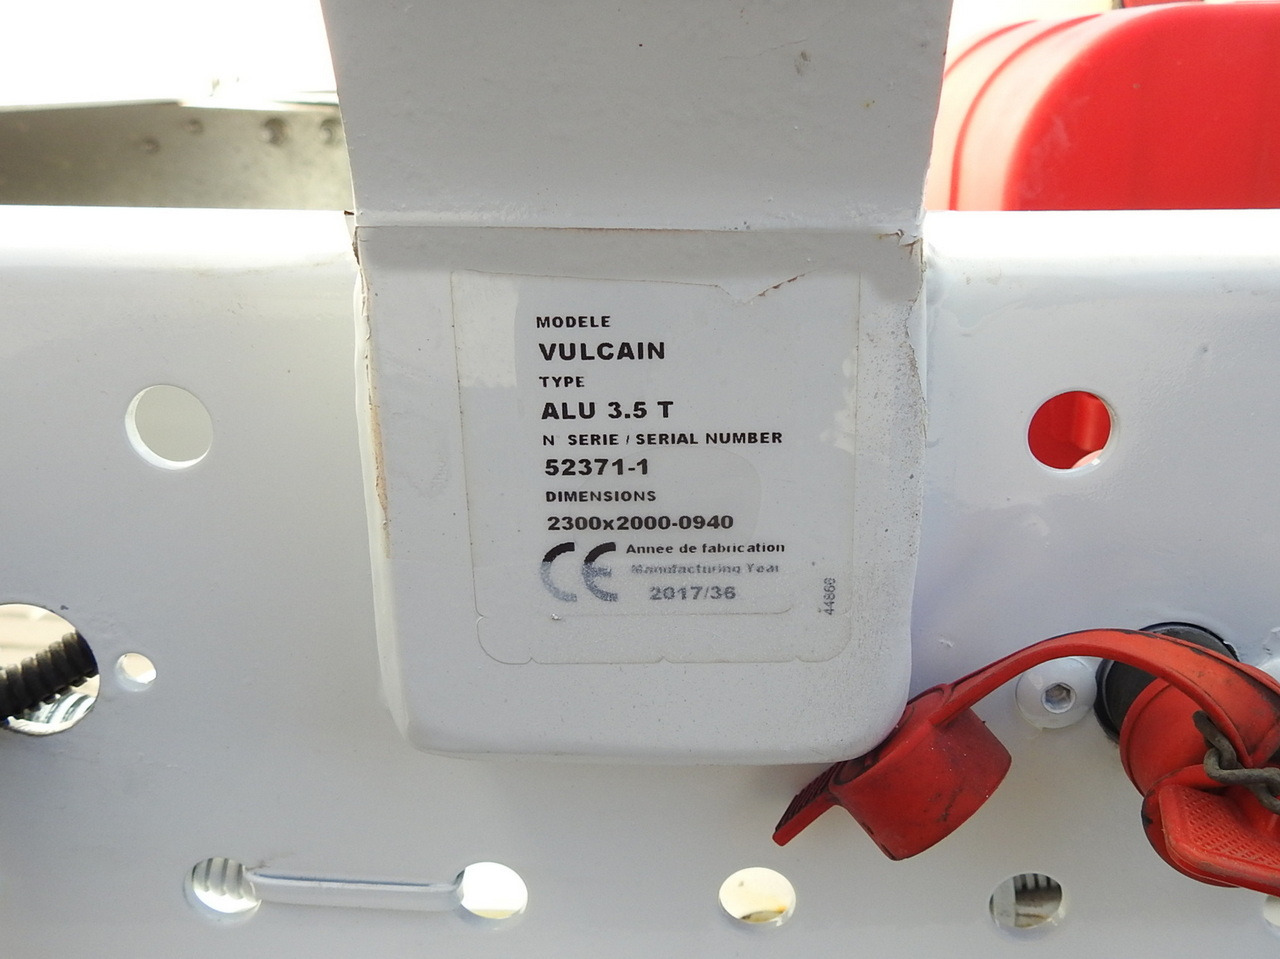 MODELE
VULCAIN
TYPE
ALU 3.5 T
N SERIE / SERIAL NUMBER
52371-1
DIMENSIONS
2300x2000-0940
CE Annee de fabrication
Manufacturing Year
2017/36
44866